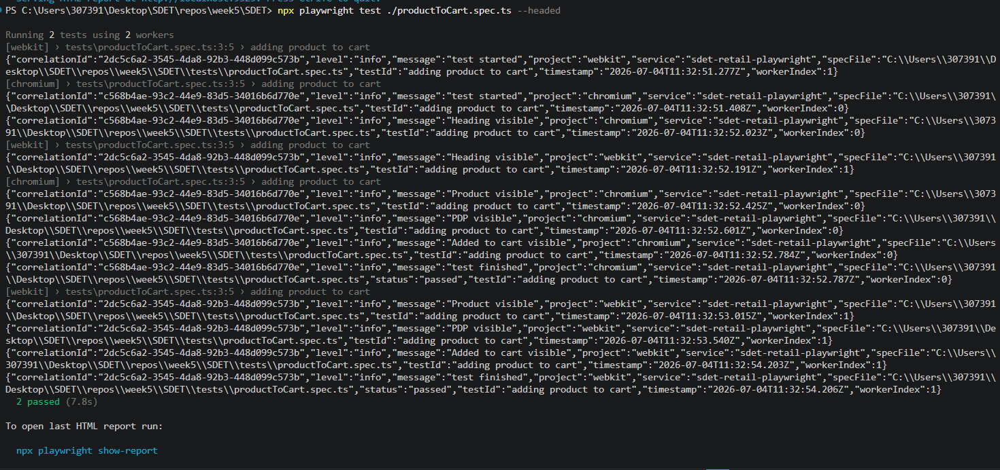 PS C:\Users\307391\Desktop\SDET\repos\week5\SDET> npx playwright test ./productToCart.spec.ts --headed
Running 2 tests using 2 workers
[webkit] › tests\productToCart.spec.ts:3:5 › adding product to cart
{"correlationId":"2dc5c6a2-3545-4da8-92b3-448d099c573b","level":"info","message":"test started","project":"webkit","service":"sdet-retail-playwright","specFile":"C:\\Users\\307391\\D
esktop\\SDET\\repos\\week5\\SDET\\tests\\productToCart.spec.ts","testId":"adding product to cart","timestamp":"2026-07-04T11:32:51.277Z","workerIndex":1}
[chromium] › tests\productToCart.spec.ts:3:5 › adding product to cart
{"correlationId":"c568b4ae-93c2-44e9-83d5-34016b6d770e","level":"info","message":"test started","project":"chromium","service":"sdet-retail-playwright","specFile":"C:\\Users\\307391\
\Desktop\\SDET\\repos\\week5\\SDET\\tests\\productToCart.spec.ts","testId":"adding product to cart","timestamp":"2026-07-04T11:32:51.408Z","workerIndex":0}
{"correlationId":"c568b4ae-93c2-44e9-83d5-34016b6d770e","level":"info","message":"Heading visible","project":"chromium","service":"sdet-retail-playwright","specFile":"C:\\Users\\3073
91\\Desktop\\SDET\\repos\\week5\\SDET\\tests\\productToCart.spec.ts","testId":"adding product to cart","timestamp":"2026-07-04T11:32:52.023Z","workerIndex":0}
[webkit] › tests\productToCart.spec.ts:3:5 › adding product to cart
{"correlationId":"2dc5c6a2-3545-4da8-92b3-448d099c573b","level":"info","message":"Heading visible","project":"webkit","service":"sdet-retail-playwright","specFile":"C:\\Users\\307391
\\Desktop\\SDET\\repos\\week5\\SDET\\tests\\productToCart.spec.ts","testId":"adding product to cart","timestamp":"2026-07-04T11:32:52.191Z","workerIndex":1}
[chromium] › tests\productToCart.spec.ts:3:5 › adding product to cart
{"correlationId":"c568b4ae-93c2-44e9-83d5-34016b6d770e","level":"info","message":"Product visible","project":"chromium","service":"sdet-retail-playwright","specFile":"C:\\Users\\3073
91\\Desktop\\SDET\\repos\\week5\\SDET\\tests\\productToCart.spec.ts","testId":"adding product to cart","timestamp":"2026-07-04T11:32:52.425Z","workerIndex":0}
{"correlationId":"c568b4ae-93c2-44e9-83d5-34016b6d770e","level":"info","message":"PDP visible","project":"chromium","service":"sdet-retail-playwright","specFile":"C:\\Users\\307391\\
Desktop\\SDET\\repos\\week5\\SDET\\tests\\productToCart.spec.ts","testId":"adding product to cart","timestamp":"2026-07-04T11:32:52.601Z","workerIndex":0}
{"correlationId":"c568b4ae-93c2-44e9-83d5-34016b6d770e","level":"info","message":"Added to cart visible","project":"chromium","service":"sdet-retail-playwright","specFile":"C:\\Users
\\307391\\Desktop\\SDET\\repos\\week5\\SDET\\tests\\productToCart.spec.ts","testId":"adding product to cart","timestamp":"2026-07-04T11:32:52.784Z","workerIndex":0}
{"correlationId":"c568b4ae-93c2-44e9-83d5-34016b6d770e","level":"info","message":"test finished","project":"chromium","service":"sdet-retail-playwright","specFile":"C:\\Users\\307391
\\Desktop\\SDET\\repos\\week5\\SDET\\tests\\productToCart.spec.ts","status":"passed","testId":"adding product to cart","timestamp":"2026-07-04T11:32:52.787Z","workerIndex":0}
[webkit] › tests\productToCart.spec.ts:3:5 › adding product to cart
{"correlationId":"2dc5c6a2-3545-4da8-92b3-448d099c573b","level":"info","message":"Product visible","project":"webkit","service":"sdet-retail-playwright","specFile":"C:\\Users\\307391
\\Desktop\\SDET\\repos\\week5\\SDET\\tests\\productToCart.spec.ts","testId":"adding product to cart","timestamp":"2026-07-04T11:32:53.015Z","workerIndex":1}
{"correlationId":"2dc5c6a2-3545-4da8-92b3-448d099c573b","level":"info","message":"PDP visible","project":"webkit","service":"sdet-retail-playwright","specFile":"C:\\Users\\307391\\De
sktop\\SDET\\repos\\week5\\SDET\\tests\\productToCart.spec.ts","testId":"adding product to cart","timestamp":"2026-07-04T11:32:53.540Z","workerIndex":1}
{"correlationId":"2dc5c6a2-3545-4da8-92b3-448d099c573b","level":"info","message":"Added to cart visible","project":"webkit","service":"sdet-retail-playwright","specFile":"C:\\Users\\
307391\\Desktop\\SDET\\repos\\week5\\SDET\\tests\\productToCart.spec.ts","testId":"adding product to cart","timestamp":"2026-07-04T11:32:54.203Z","workerIndex":1}
{"correlationId":"2dc5c6a2-3545-4da8-92b3-448d099c573b","level":"info","message":"test finished","project":"webkit","service":"sdet-retail-playwright","specFile":"C:\\Users\\307391\\
Desktop\\SDET\\repos\\week5\\SDET\\tests\\productToCart.spec.ts","status":"passed","testId":"adding product to cart","timestamp":"2026-07-04T11:32:54.206Z","workerIndex":1}
2 passed (7.8s)
To open last HTML report run:
npx playwright show-report